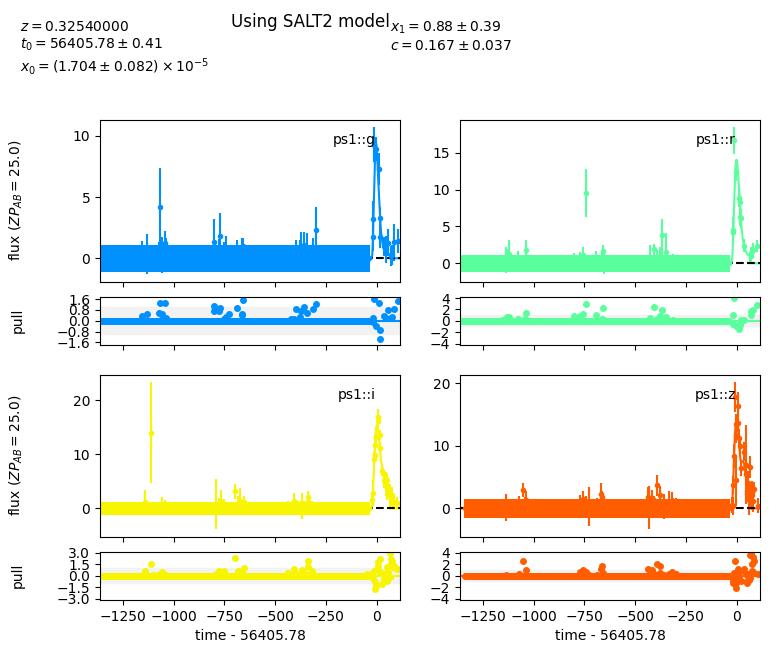 Using SALT2 model
z = 0.32540000
t₀ = 56405.78 ± 0.41
x₀ = (1.704 ± 0.082) × 10⁻⁵
x₁ = 0.88 ± 0.39
c = 0.167 ± 0.037
flux (ZP_AB = 25.0)
10
5
0
ps1::g
15
10
5
0
ps1::r
pull
1.6
0.8
0.0
−0.8
−1.6
4
2
0
−2
−4
flux (ZP_AB = 25.0)
20
10
0
ps1::i
20
10
0
ps1::z
pull
3.0
1.5
0.0
−1.5
−3.0
4
2
0
−2
−4
−1250 −1000 −750 −500 −250 0
time - 56405.78
−1250 −1000 −750 −500 −250 0
time - 56405.78